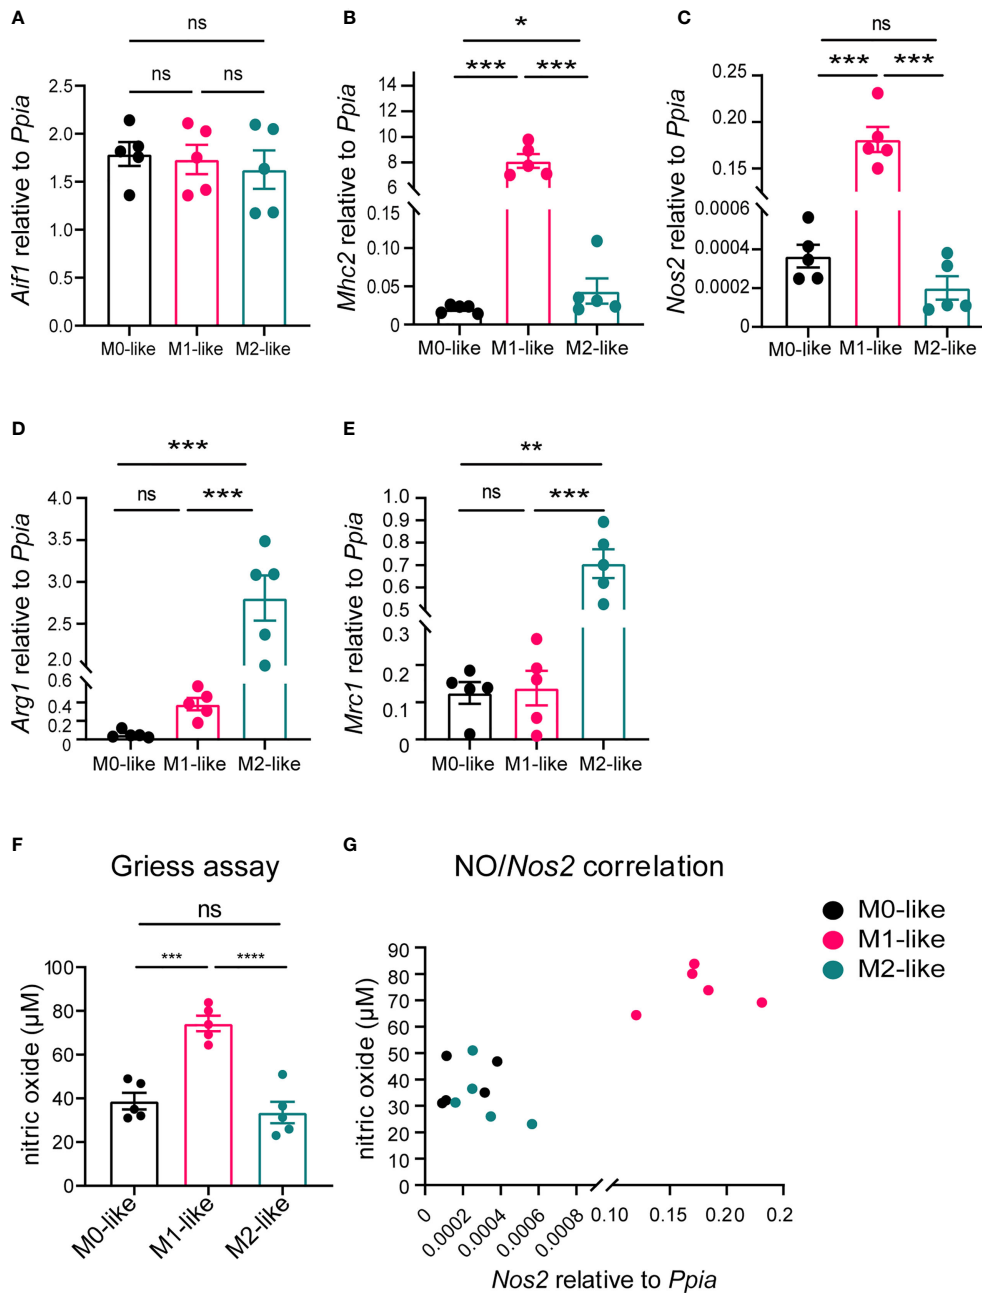 A
ns
ns
ns
Aif1 relative to Ppia
2.5
2.0
1.5
1.0
0.5
0.0
M0-like M1-like M2-like
B
*
*** ***
Mhc2 relative to Ppia
14
12
10
8
6
0.15
0.10
0.05
0
M0-like M1-like M2-like
C
ns
*** ***
Nos2 relative to Ppia
0.25
0.20
0.15
0.0006
0.0004
0.0002
0
M0-like M1-like M2-like
D
***
ns ***
Arg1 relative to Ppia
4.0
3.5
3.0
2.5
2.0
0.6
0.4
0.2
0
M0-like M1-like M2-like
E
**
ns ***
Mrc1 relative to Ppia
1.0
0.9
0.8
0.7
0.6
0.5
0.3
0.2
0.1
0
M0-like M1-like M2-like
F
Griess assay
ns
*** ****
nitric oxide (µM)
100
80
60
40
20
0
M0-like M1-like M2-like
G
NO/Nos2 correlation
M0-like
M1-like
M2-like
nitric oxide (µM)
90
80
70
60
50
40
30
20
10
0
0 0.0002 0.0004 0.0006 0.0008 0.10 0.15 0.20 0.2
Nos2 relative to Ppia